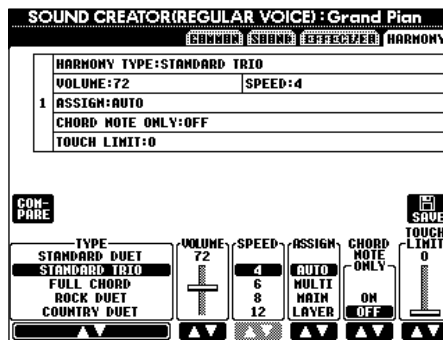 SOUND CREATOR(REGULAR VOICE):Grand Pian
COMMON SOUND EFFECT/EQ HARMONY
HARMONY TYPE:STANDARD TRIO
VOLUME:72 SPEED:4
1 ASSIGN:AUTO
CHORD NOTE ONLY:OFF
TOUCH LIMIT:0
COM-
PARE
SAVE
TYPE VOLUME SPEED ASSIGN CHORD NOTE ONLY TOUCH LIMIT
STANDARD DUET 72 0
STANDARD TRIO 4 AUTO
FULL CHORD 6 MULTI
ROCK DUET 8 MAIN ON
COUNTRY DUET 12 LAYER OFF